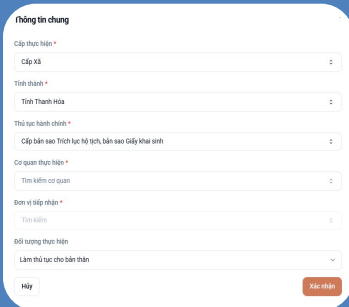 Thông tin chung
Cấp thực hiện *
Cấp Xã
Tỉnh thành *
Tỉnh Thanh Hóa
Thủ tục hành chính *
Cấp bản sao Trích lục hộ tịch, bản sao Giấy khai sinh
Cơ quan thực hiện *
Tìm kiếm cơ quan
Đơn vị tiếp nhận *
Tìm kiếm
Đối tượng thực hiện
Làm thủ tục cho bản thân
Hủy
Xác nhận